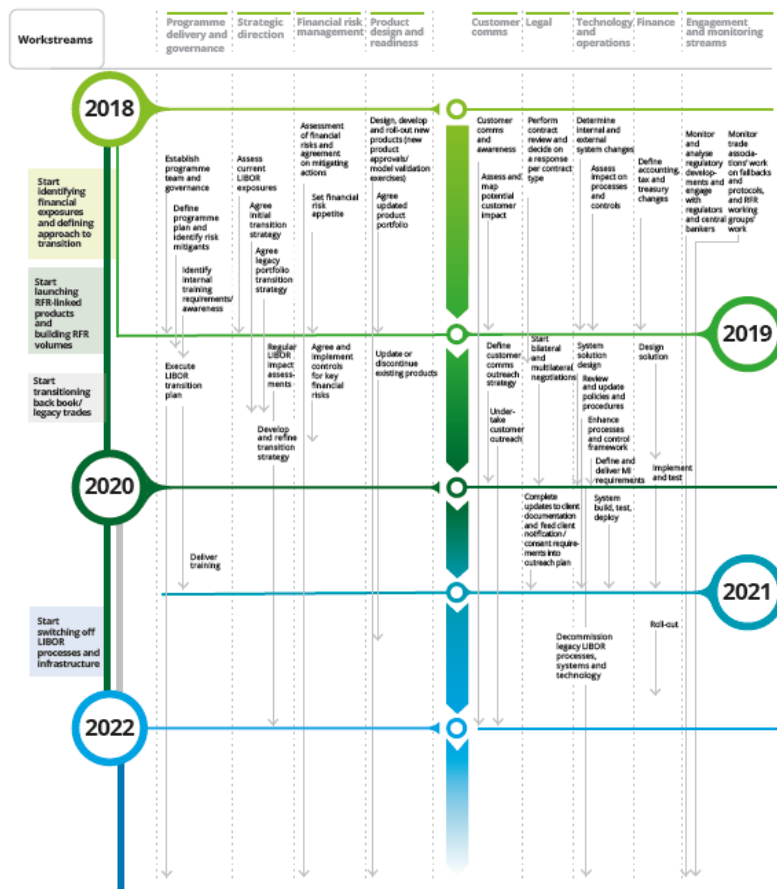 Workstreams
Programme
delivery and
governance
Strategic
direction
Financial risk
management
Product
design and
readiness
Customer
comms
Legal
Technology
and
operations
Finance
Engagement
and monitoring
streams
2018
Establish
programme
team and
governance
Define
programme
plan and
identify risk
mitigants
Identify
internal
training
requirements/
awareness
Assess
current
LIBOR
exposures
Agree
initial
transition
strategy
Agree
legacy
portfolio
transition
strategy
Assessment
of financial
risks and
agreement
on mitigating
actions
Set financial
risk
appetite
Design, develop
and roll-out new
products (new
product
approvals/
model validation
exercises)
Agree
updated
product
portfolio
Customer
comms and
awareness
Assess and
map
potential
customer
impact
Perform
contract
review and
decide on
a response
per contract
type
Determine
internal and
external
system changes
Assess
impact on
processes
and
controls
Define
accounting,
tax and
treasury
changes
Monitor
and
analyse
regulatory
develop-
ments and
engage
with
regulators
and central
bankers
Monitor
trade
associa-
tions' work
on fallbacks
and
protocols,
and RFR
working
groups'
work
Start
identifying
financial
exposures
and defining
approach to
transition
Start
launching
RFR-linked
products
and
building RFR
volumes
Start
transitioning
back book/
legacy trades
2019
Execute
LIBOR
transition
plan
Regular
LIBOR
impact
assess-
ments
Develop
and refine
transition
strategy
Agree and
implement
controls
for key
financial
risks
Update or
discontinue
existing products
Define
customer
comms
outreach
strategy
Under-
take
customer
outreach
Start
bilateral
and
multilateral
negotiations
System
solution
design
Review
and update
policies and
procedures
Enhance
processes
and control
framework
Define and
deliver MI
requirements
Design
solution
Implement
and test
2020
Complete
updates to client
documentation
and feed client
notification/
consent require-
ments into
outreach plan
System
build, test,
deploy
Deliver
training
2021
Start
switching off
LIBOR
processes and
infrastructure
Decommission
legacy LIBOR
processes,
systems and
technology
Roll-out
2022